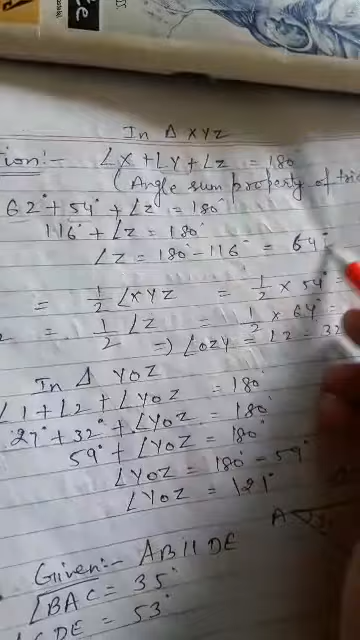 In Δ XYZ
ion:- ∠X + ∠Y + ∠Z = 180
(Angle sum property of tri
62° + 54° + ∠Z = 180°
116° + ∠Z = 180°
∠Z = 180° - 116° = 64°
= 1/2 ∠XYZ = 1/2 × 54° =
= 1/2 ∠Z = 1/2 × 64° =
=) ∠OZY = ∠2 = 32
In Δ YOZ
∠1 + ∠2 + ∠YOZ = 180°
27° + 32° + ∠YOZ = 180°
59° + ∠YOZ = 180°
∠YOZ = 180° - 59°
∠YOZ = 121°
A
Given:- AB || DE
∠BAC = 35°
DE = 53°